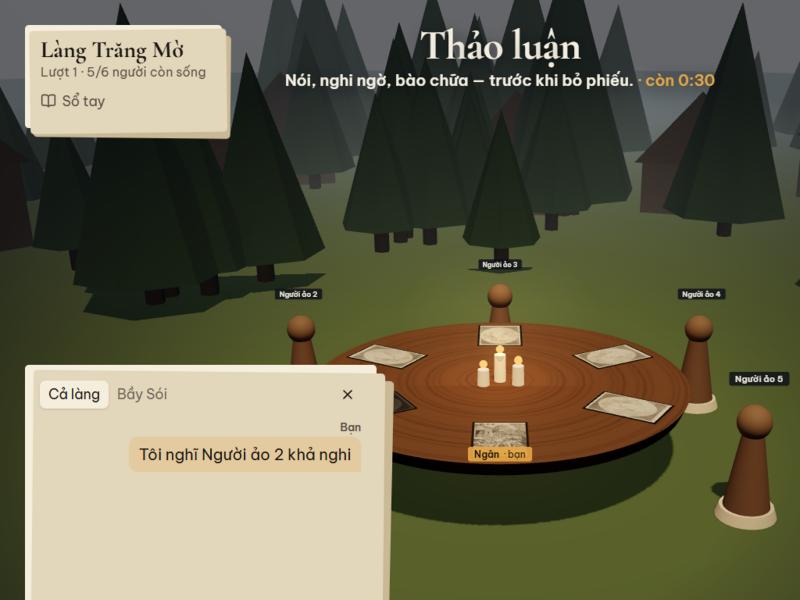 Làng Trăng Mờ
Lượt 1 · 5/6 người còn sống
Sổ tay
Thảo luận
Nói, nghi ngờ, bào chữa — trước khi bỏ phiếu. · còn 0:30
Người ảo 3
Người ảo 2
Người ảo 4
Người ảo 5
Cả làng Bầy Sói ×
Bạn
Tôi nghĩ Người ảo 2 khả nghi
Ngân · bạn